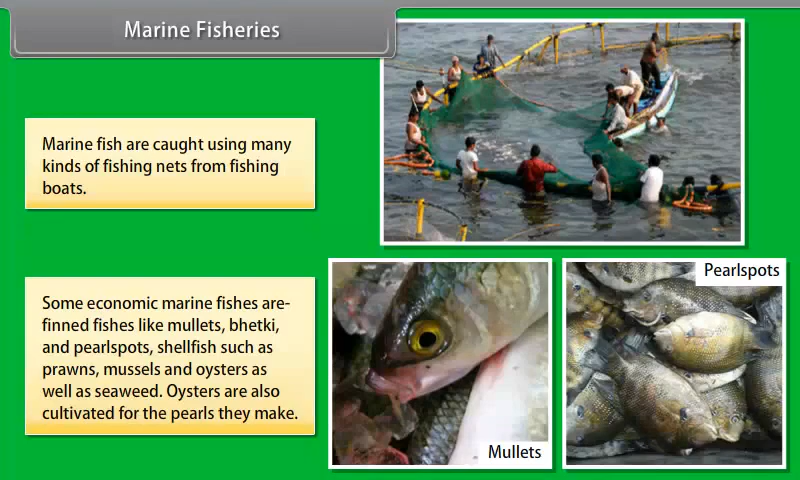 Marine Fisheries
Marine fish are caught using many
kinds of fishing nets from fishing
boats.
Some economic marine fishes are-
finned fishes like mullets, bhetki,
and pearlspots, shellfish such as
prawns, mussels and oysters as
well as seaweed. Oysters are also
cultivated for the pearls they make.
Pearlspots
Mullets